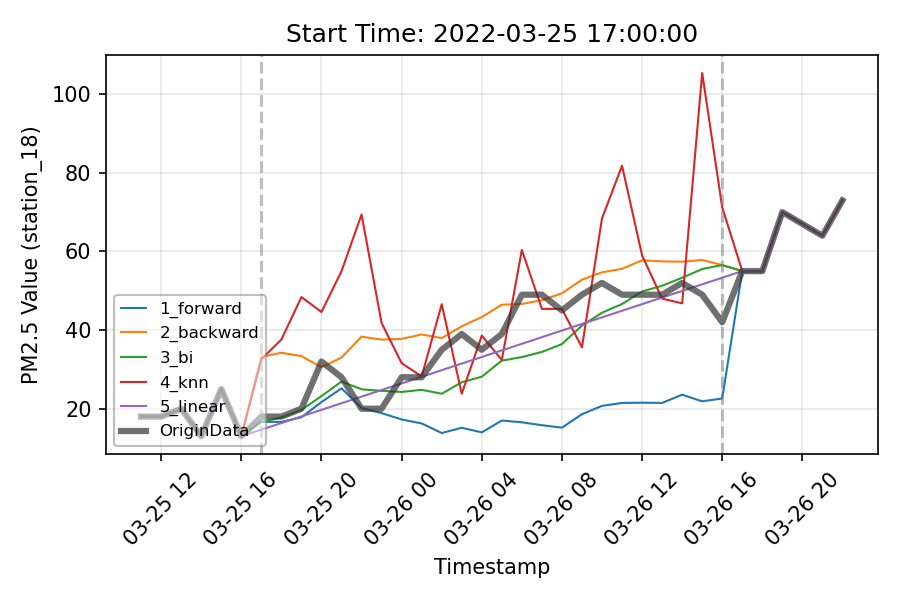 Start Time: 2022-03-25 17:00:00
PM2.5 Value (station_18)
100
80
60
40
20
1_forward
2_backward
3_bi
4_knn
5_linear
OriginData
03-25 12
03-25 16
03-25 20
03-26 00
03-26 04
03-26 08
03-26 12
03-26 16
03-26 20
Timestamp